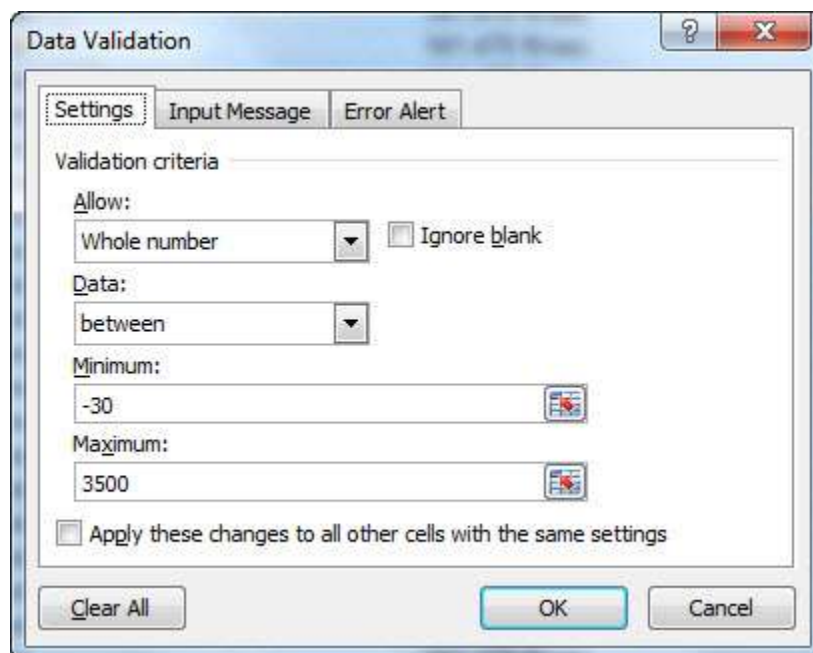 Data Validation
Settings
Input Message
Error Alert
Validation criteria
Allow:
Whole number
Ignore blank
Data:
between
Minimum:
-30
Maximum:
3500
Apply these changes to all other cells with the same settings
Clear All
OK
Cancel